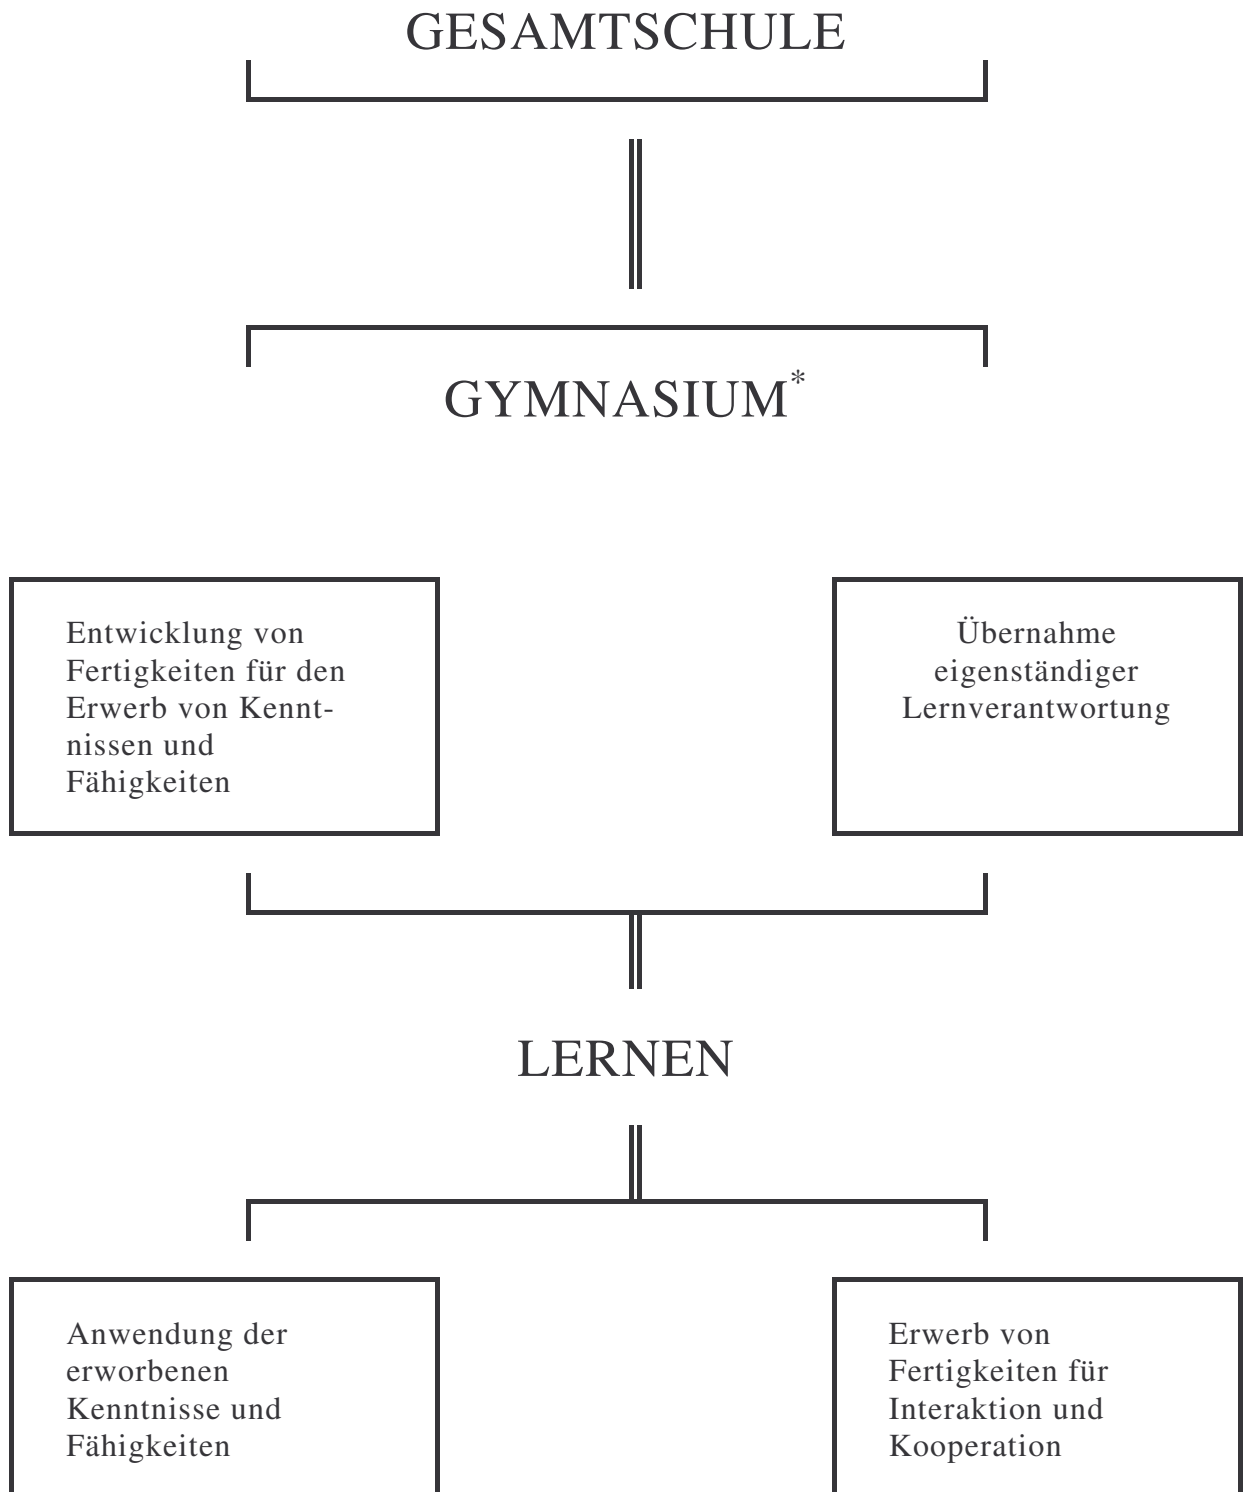 GESAMTSCHULE
GYMNASIUM*
Entwicklung von
Fertigkeiten für den
Erwerb von Kennt-
nissen und
Fähigkeiten
Übernahme
eigenständiger
Lernverantwortung
LERNEN
Anwendung der
erworbenen
Kenntnisse und
Fähigkeiten
Erwerb von
Fertigkeiten für
Interaktion und
Kooperation